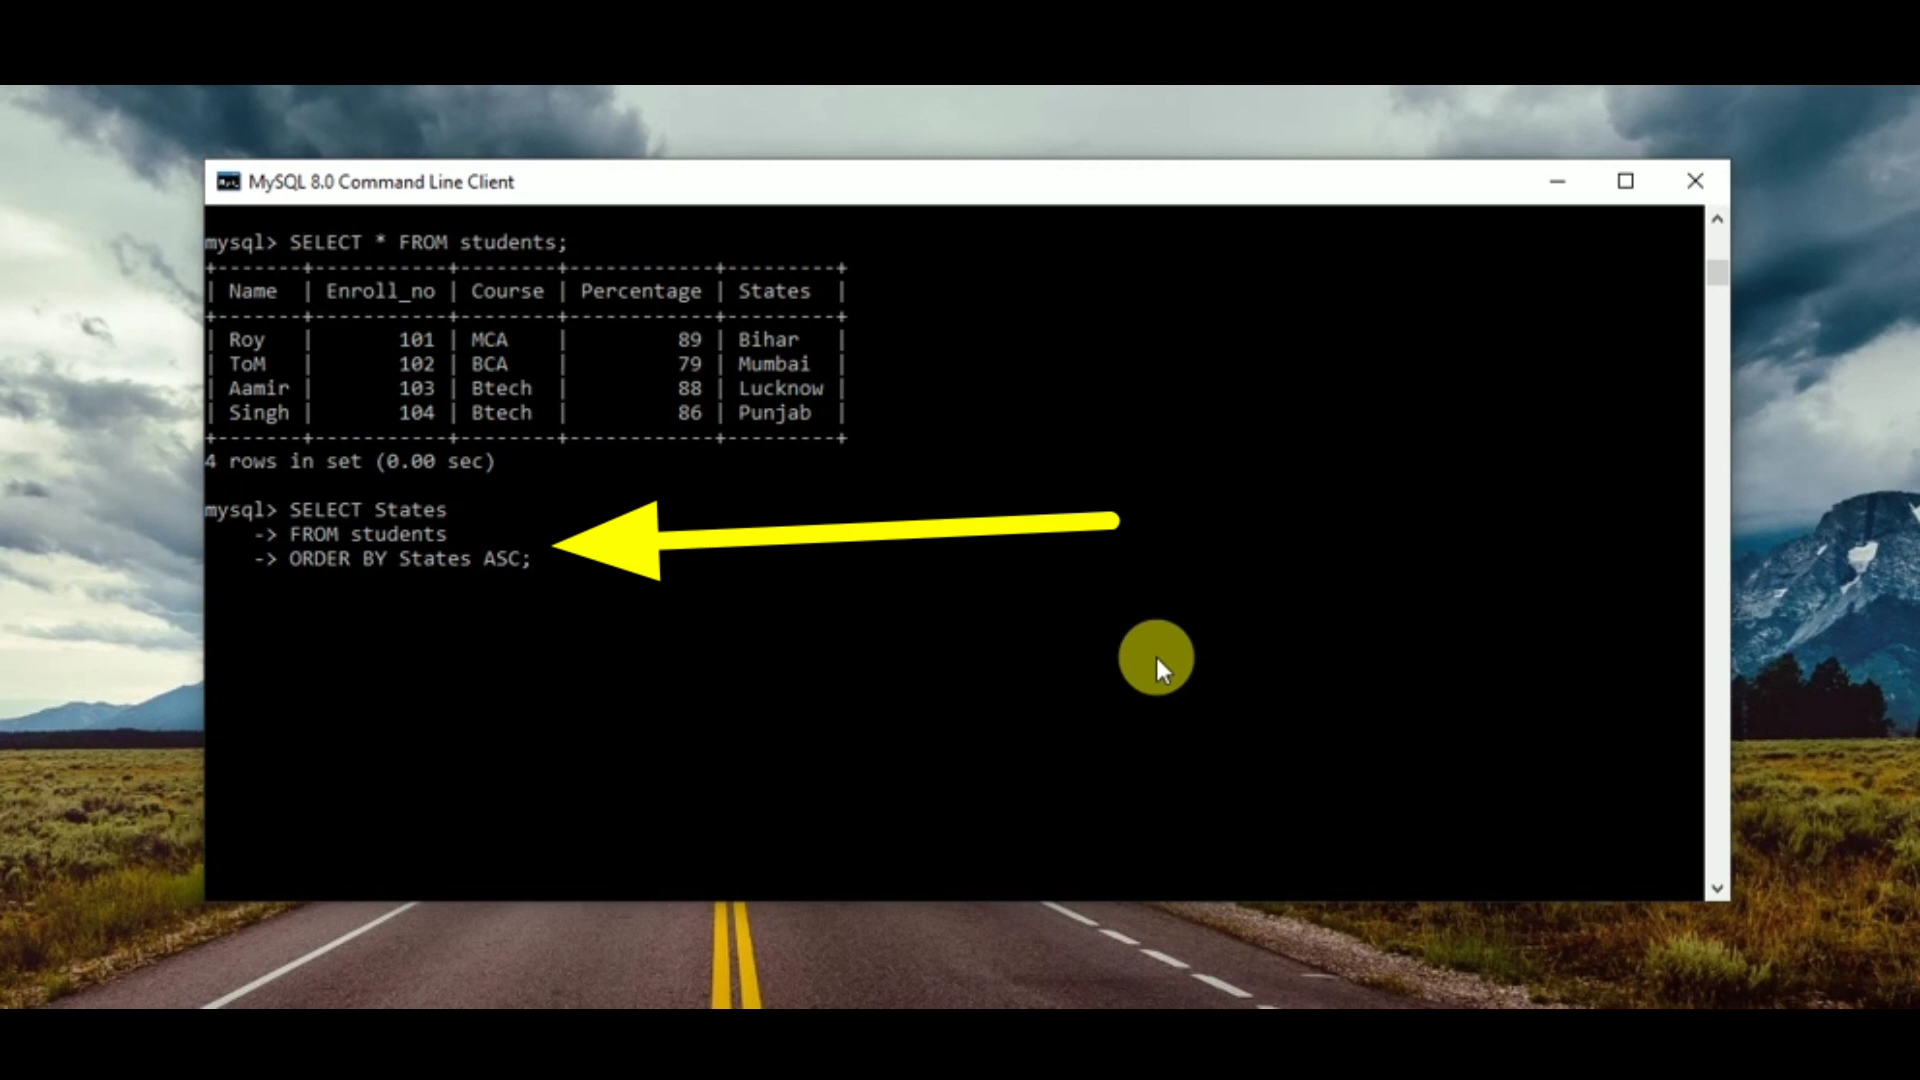 MySQL 8.0 Command Line Client
mysql> SELECT * FROM students;
+-------+-----------+--------+------------+---------+
| Name  | Enroll_no | Course | Percentage | States  |
+-------+-----------+--------+------------+---------+
| Roy   |       101 | MCA    |         89 | Bihar   |
| ToM   |       102 | BCA    |         79 | Mumbai  |
| Aamir |       103 | Btech  |         88 | Lucknow |
| Singh |       104 | Btech  |         86 | Punjab  |
+-------+-----------+--------+------------+---------+
4 rows in set (0.00 sec)
mysql> SELECT States
    -> FROM students
    -> ORDER BY States ASC;